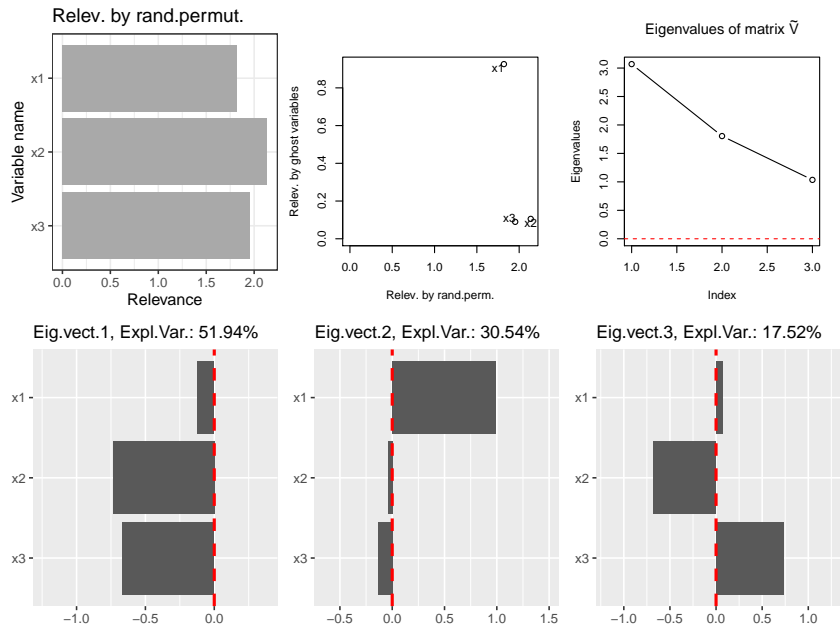 Relev. by rand.permut.
Variable name
x1
x2
x3
0.0 0.5 1.0 1.5 2.0
Relevance
Relev. by ghost variables
0.0 0.2 0.4 0.6 0.8
x1
x3
x2
0.0 0.5 1.0 1.5 2.0
Relev. by rand.perm.
Eigenvalues of matrix Ṽ
Eigenvalues
0.0 0.5 1.0 1.5 2.0 2.5 3.0
1.0 1.5 2.0 2.5 3.0
Index
Eig.vect.1, Expl.Var.: 51.94%
x1
x2
x3
−1.0 −0.5 0.0
Eig.vect.2, Expl.Var.: 30.54%
x1
x2
x3
−0.5 0.0 0.5 1.0 1.5
Eig.vect.3, Expl.Var.: 17.52%
x1
x2
x3
−1.0 −0.5 0.0 0.5 1.0